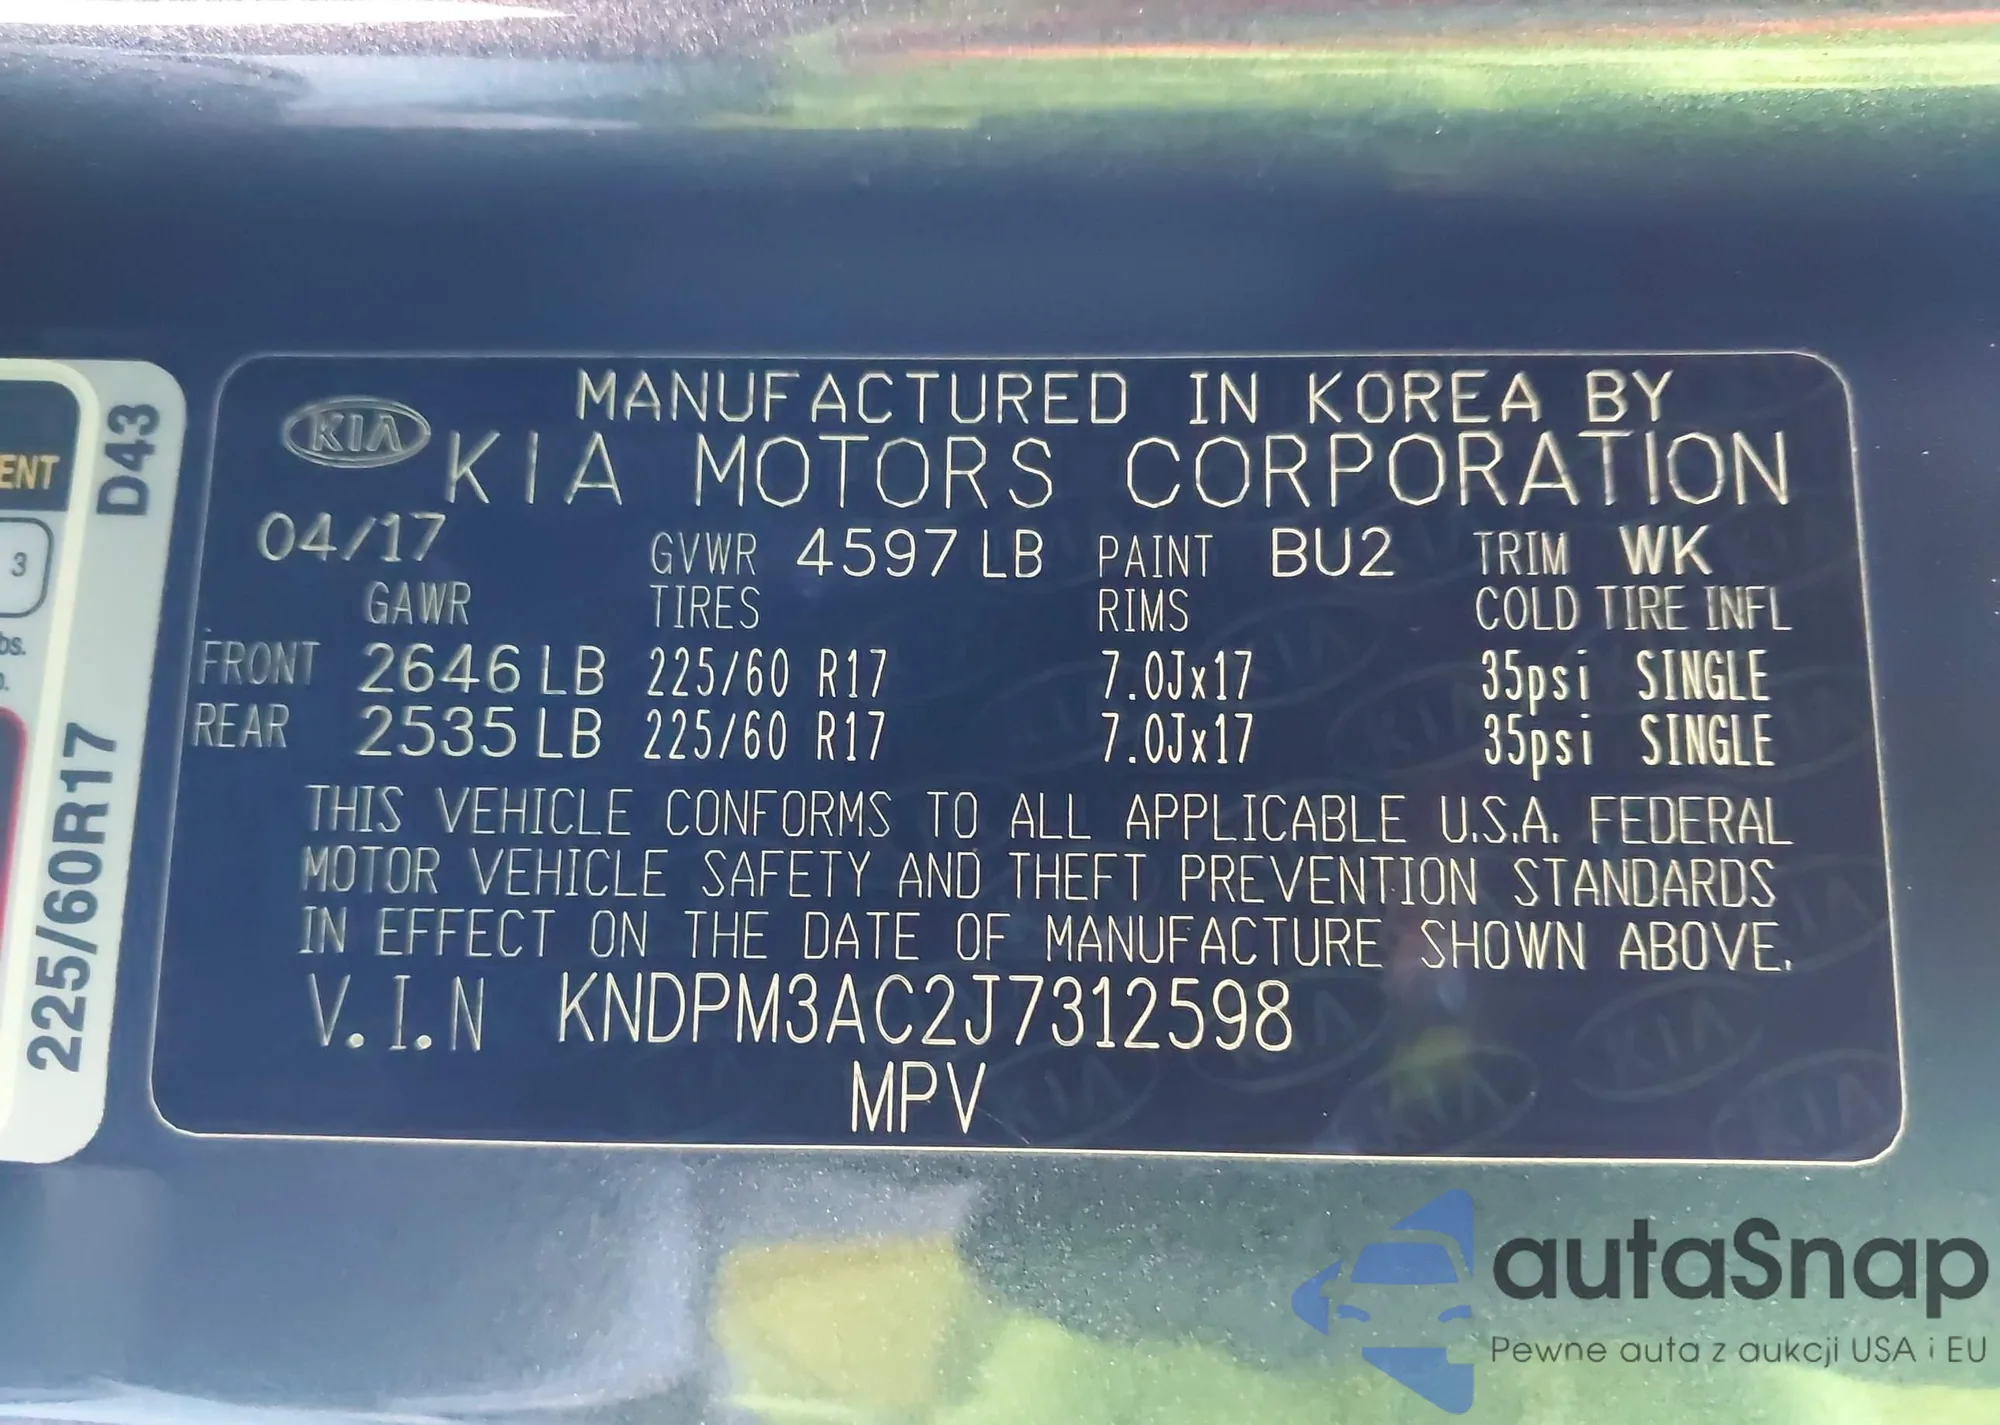 MANUFACTURED IN KOREA BY
KIA KIA MOTORS CORPORATION
04/17 GVWR 4597 LB PAINT BU2 TRIM WK
GAWR TIRES RIMS COLD TIRE INFL
FRONT 2646 LB 225/60 R17 7.0Jx17 35psi SINGLE
REAR 2535 LB 225/60 R17 7.0Jx17 35psi SINGLE
THIS VEHICLE CONFORMS TO ALL APPLICABLE U.S.A. FEDERAL
MOTOR VEHICLE SAFETY AND THEFT PREVENTION STANDARDS
IN EFFECT ON THE DATE OF MANUFACTURE SHOWN ABOVE.
V.I.N KNDPM3AC2J7312598
MPV
225/60R17 D43
3
autaSnap
Pewne auta z aukcji USA i EU